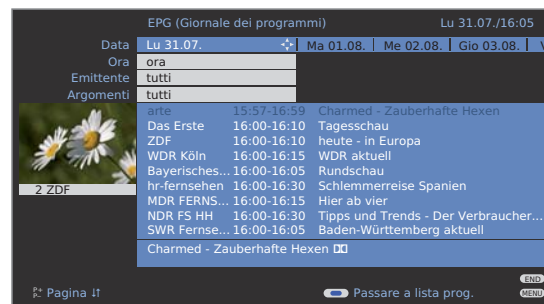 EPG (Giornale dei programmi) Lu 31.07./16:05
Data Lu 31.07. Ma 01.08. Me 02.08. Gio 03.08. V
Ora ora
Emittente tutti
Argomenti tutti
arte 15:57-16:59 Charmed - Zauberhafte Hexen
Das Erste 16:00-16:10 Tagesschau
ZDF 16:00-16:10 heute - in Europa
WDR Köln 16:00-16:15 WDR aktuell
Bayerisches... 16:00-16:05 Rundschau
hr-fernsehen 16:00-16:30 Schlemmerreise Spanien
MDR FERNS... 16:00-16:15 Hier ab vier
NDR FS HH 16:00-16:30 Tipps und Trends - Der Verbraucher...
SWR Fernse... 16:00-16:05 Baden-Württemberg aktuell
2 ZDF
Charmed - Zauberhafte Hexen
END
P+ P- Pagina Passare a lista prog. MENU